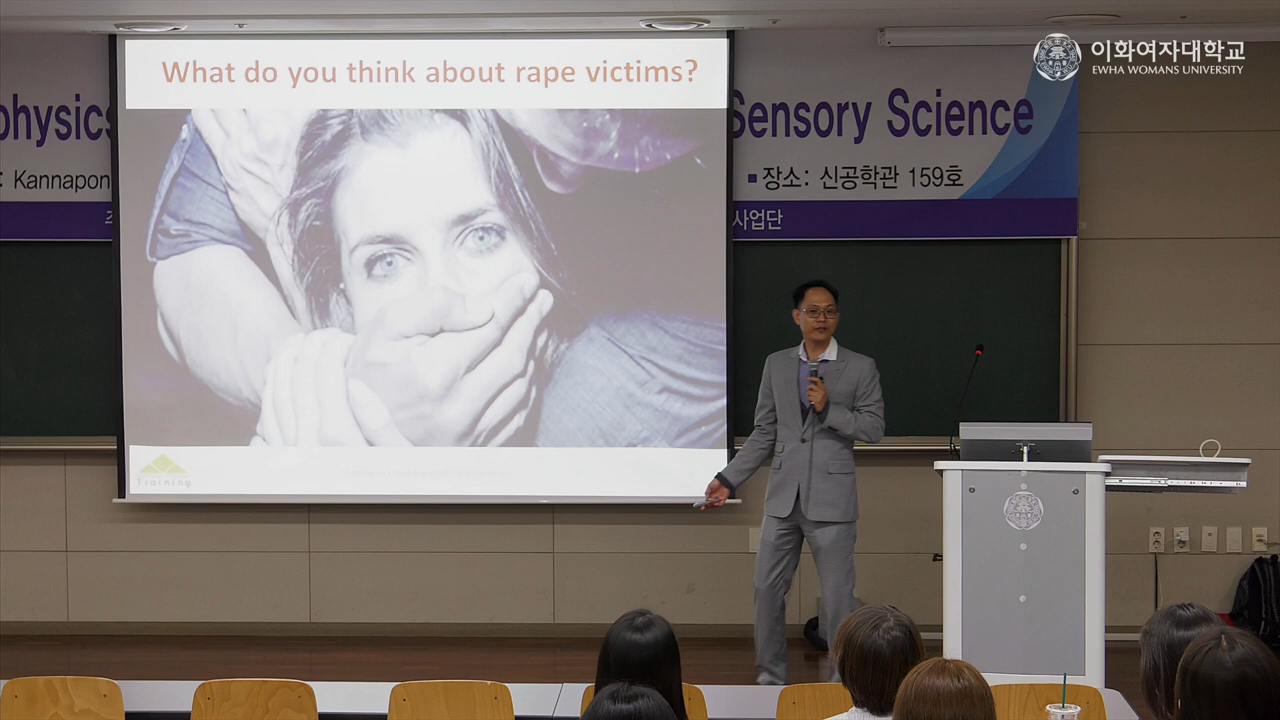 이화여자대학교
EWHA WOMANS UNIVERSITY
What do you think about rape victims?
physics
Sensory Science
: Kannapon
▪장소: 신공학관 159호
사업단
Training